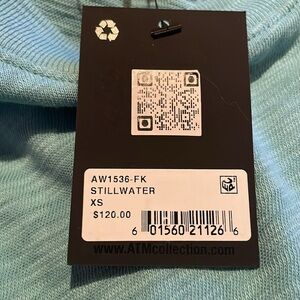 AW1536-FK
STILLWATER
XS
$120.00
6 01560 21126 6
www.ATMcollection.com